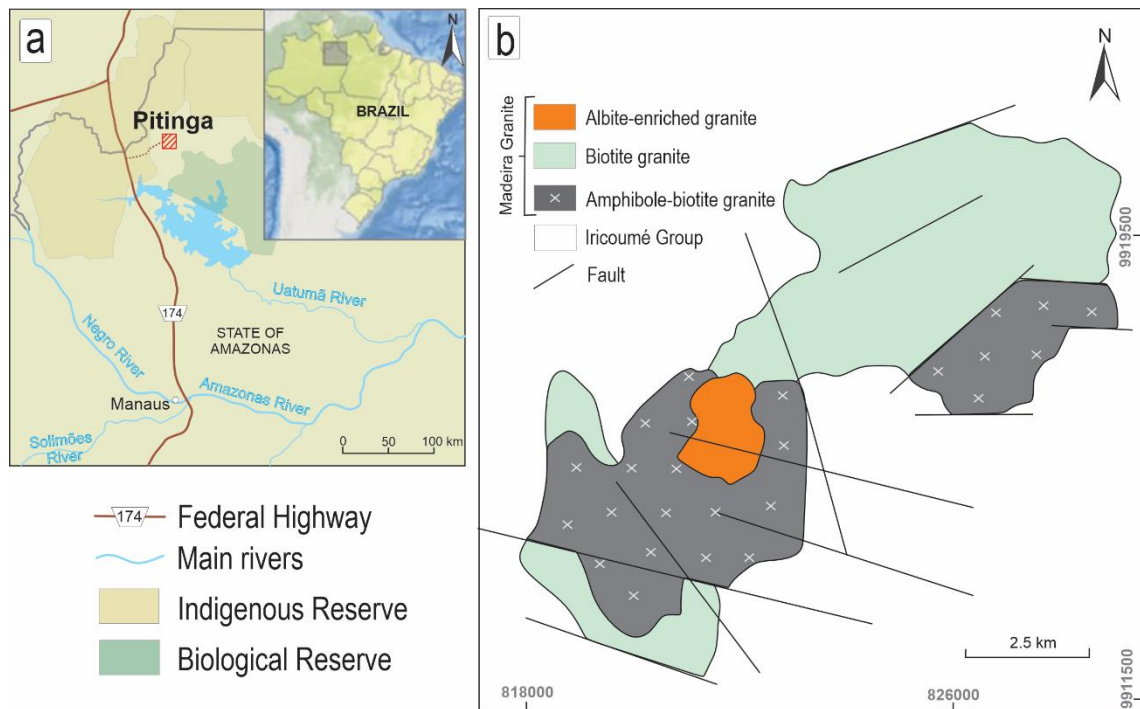 a
N
Pitinga
BRAZIL
Uatumã River
174
STATE OF
AMAZONAS
Negro River
Amazonas River
Manaus
Solimões
River
0 50 100 km
174 Federal Highway
Main rivers
Indigenous Reserve
Biological Reserve
b
N
Madeira Granite
Albite-enriched granite
Biotite granite
Amphibole-biotite granite
Iricoumé Group
Fault
9919500
2.5 km
818000
826000
9911500